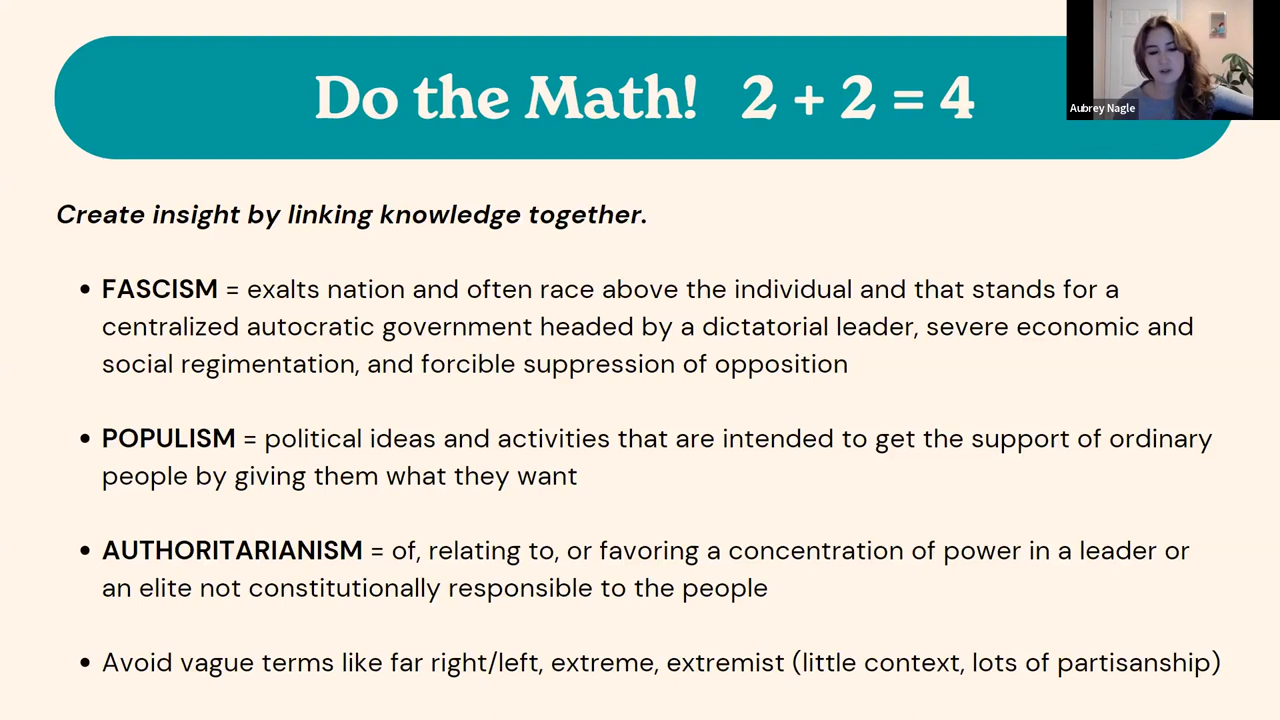 Do the Math! 2 + 2 = 4
Aubrey Nagle
Create insight by linking knowledge together.
• FASCISM = exalts nation and often race above the individual and that stands for a
centralized autocratic government headed by a dictatorial leader, severe economic and
social regimentation, and forcible suppression of opposition
• POPULISM = political ideas and activities that are intended to get the support of ordinary
people by giving them what they want
• AUTHORITARIANISM = of, relating to, or favoring a concentration of power in a leader or
an elite not constitutionally responsible to the people
• Avoid vague terms like far right/left, extreme, extremist (little context, lots of partisanship)